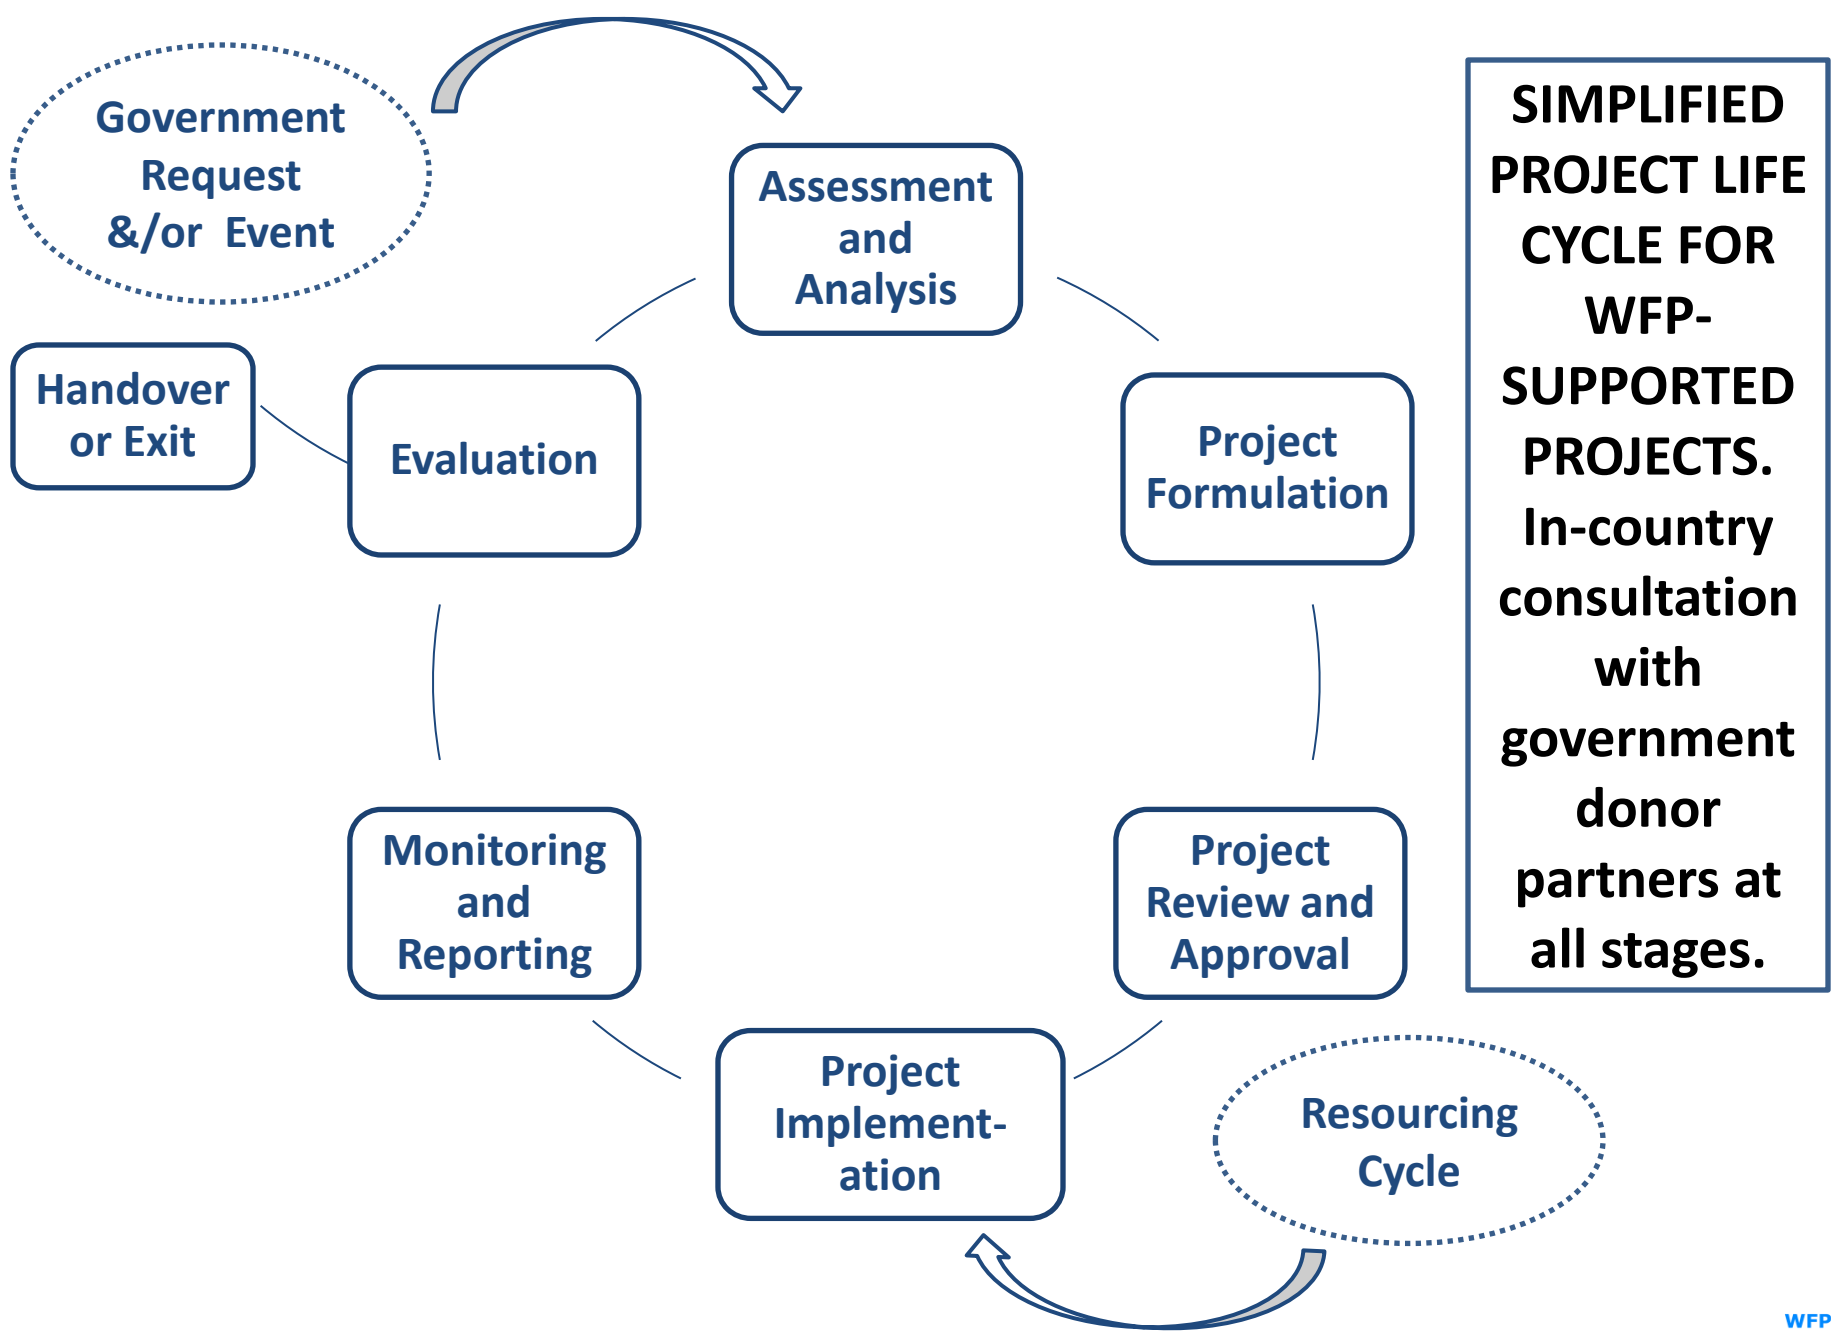 Government
Request
&/or Event
Assessment
and
Analysis
Handover
or Exit
Evaluation
Project
Formulation
Monitoring
and
Reporting
Project
Review and
Approval
Project
Implement-
ation
Resourcing
Cycle
SIMPLIFIED
PROJECT LIFE
CYCLE FOR
WFP-
SUPPORTED
PROJECTS.
In-country
consultation
with
government
donor
partners at
all stages.
WFP